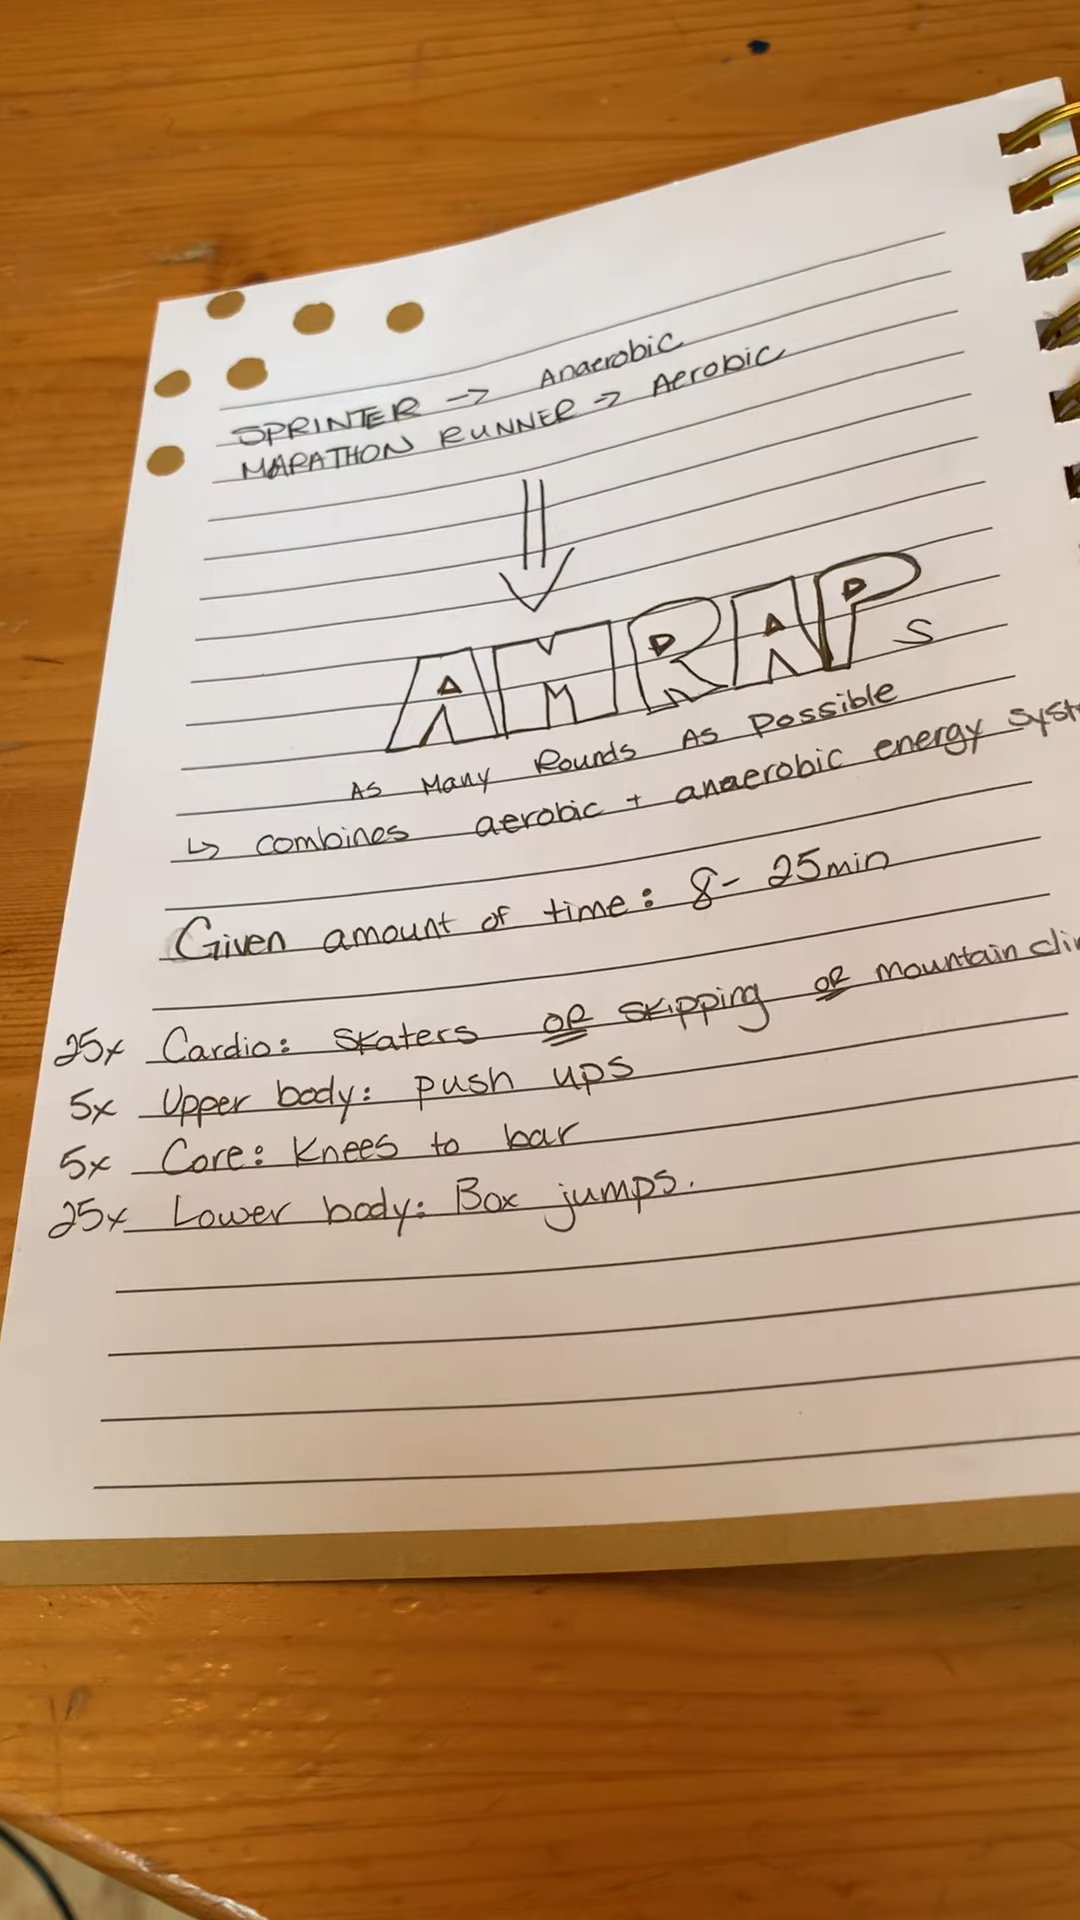 SPRINTER -> Anaerobic
MARATHON RUNNER -> Aerobic
AMRAPs
As Many Rounds As Possible
↳ combines aerobic + anaerobic energy syst
Given amount of time: 8-25min
25x Cardio: Skaters OR skipping OR mountain clim
5x Upper body: push ups
5x Core: Knees to bar
25x Lower body: Box jumps.